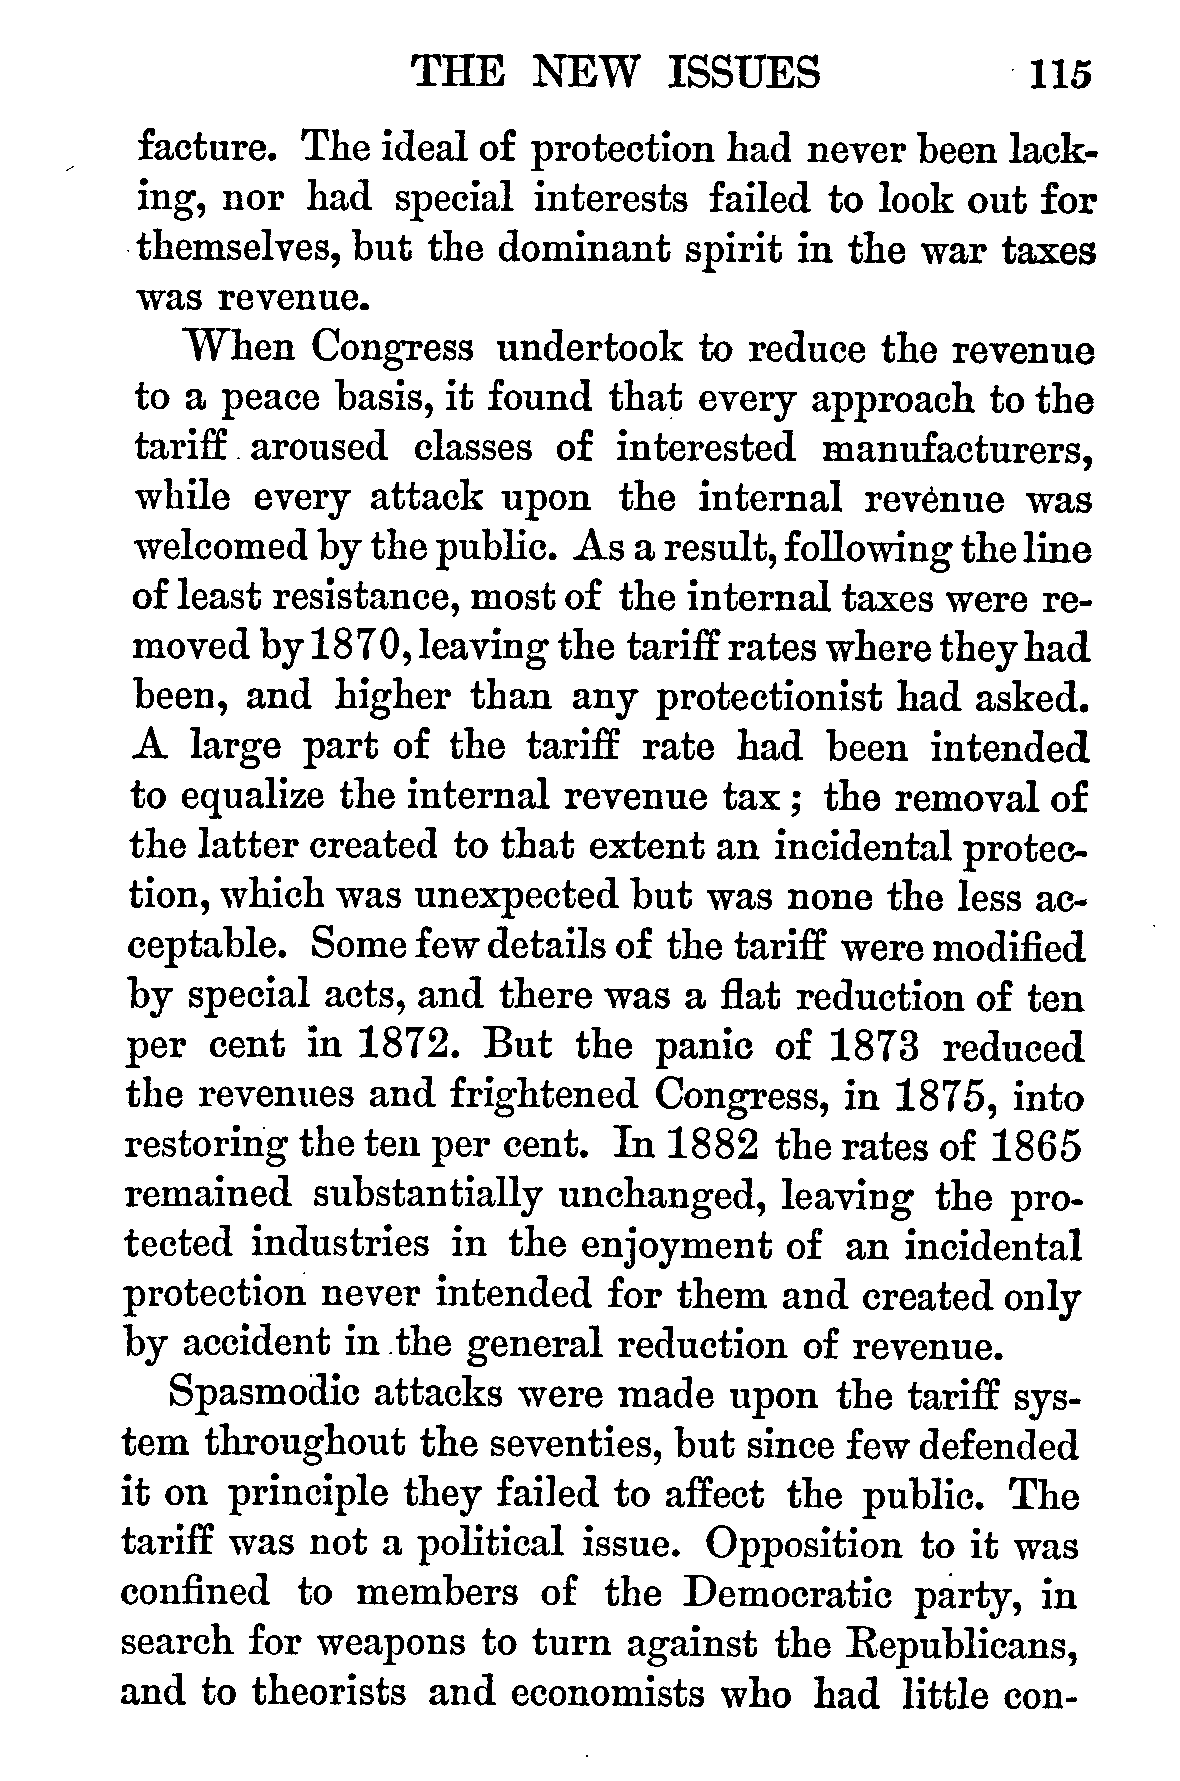 THE NEW ISSUES 115
facture. The ideal of protection had never been lack-
ing, nor had special interests failed to look out for
themselves, but the dominant spirit in the war taxes
was revenue.
When Congress undertook to reduce the revenue
to a peace basis, it found that every approach to the
tariff aroused classes of interested manufacturers,
while every attack upon the internal revenue was
welcomed by the public. As a result, following the line
of least resistance, most of the internal taxes were re-
moved by 1870, leaving the tariff rates where they had
been, and higher than any protectionist had asked.
A large part of the tariff rate had been intended
to equalize the internal revenue tax; the removal of
the latter created to that extent an incidental protec-
tion, which was unexpected but was none the less ac-
ceptable. Some few details of the tariff were modified
by special acts, and there was a flat reduction of ten
per cent in 1872. But the panic of 1873 reduced
the revenues and frightened Congress, in 1875, into
restoring the ten per cent. In 1882 the rates of 1865
remained substantially unchanged, leaving the pro-
tected industries in the enjoyment of an incidental
protection never intended for them and created only
by accident in the general reduction of revenue.
Spasmodic attacks were made upon the tariff sys-
tem throughout the seventies, but since few defended
it on principle they failed to affect the public. The
tariff was not a political issue. Opposition to it was
confined to members of the Democratic party, in
search for weapons to turn against the Republicans,
and to theorists and economists who had little con-